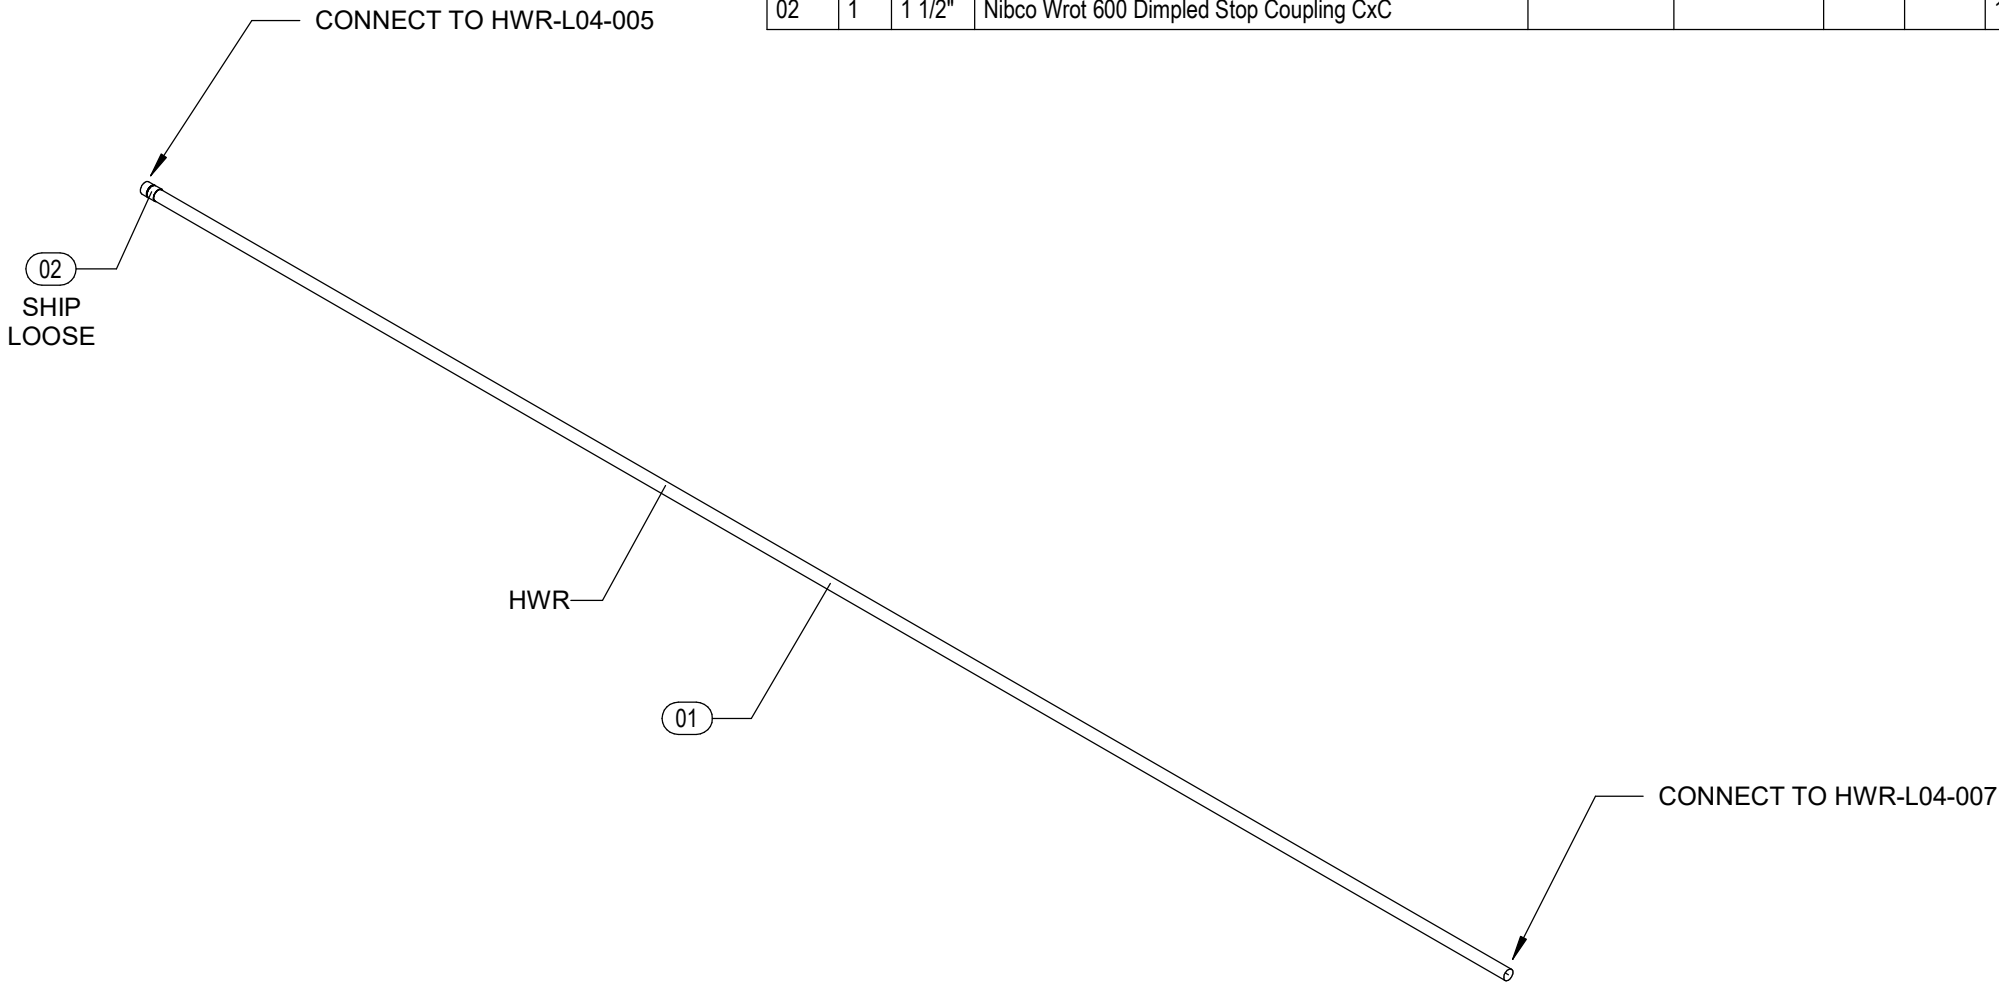 CONNECT TO HWR-L04-005
02 1 1 1/2" Nibco Wrot 600 Dimpled Stop Coupling CxC
02
SHIP
LOOSE
HWR
01
CONNECT TO HWR-L04-007